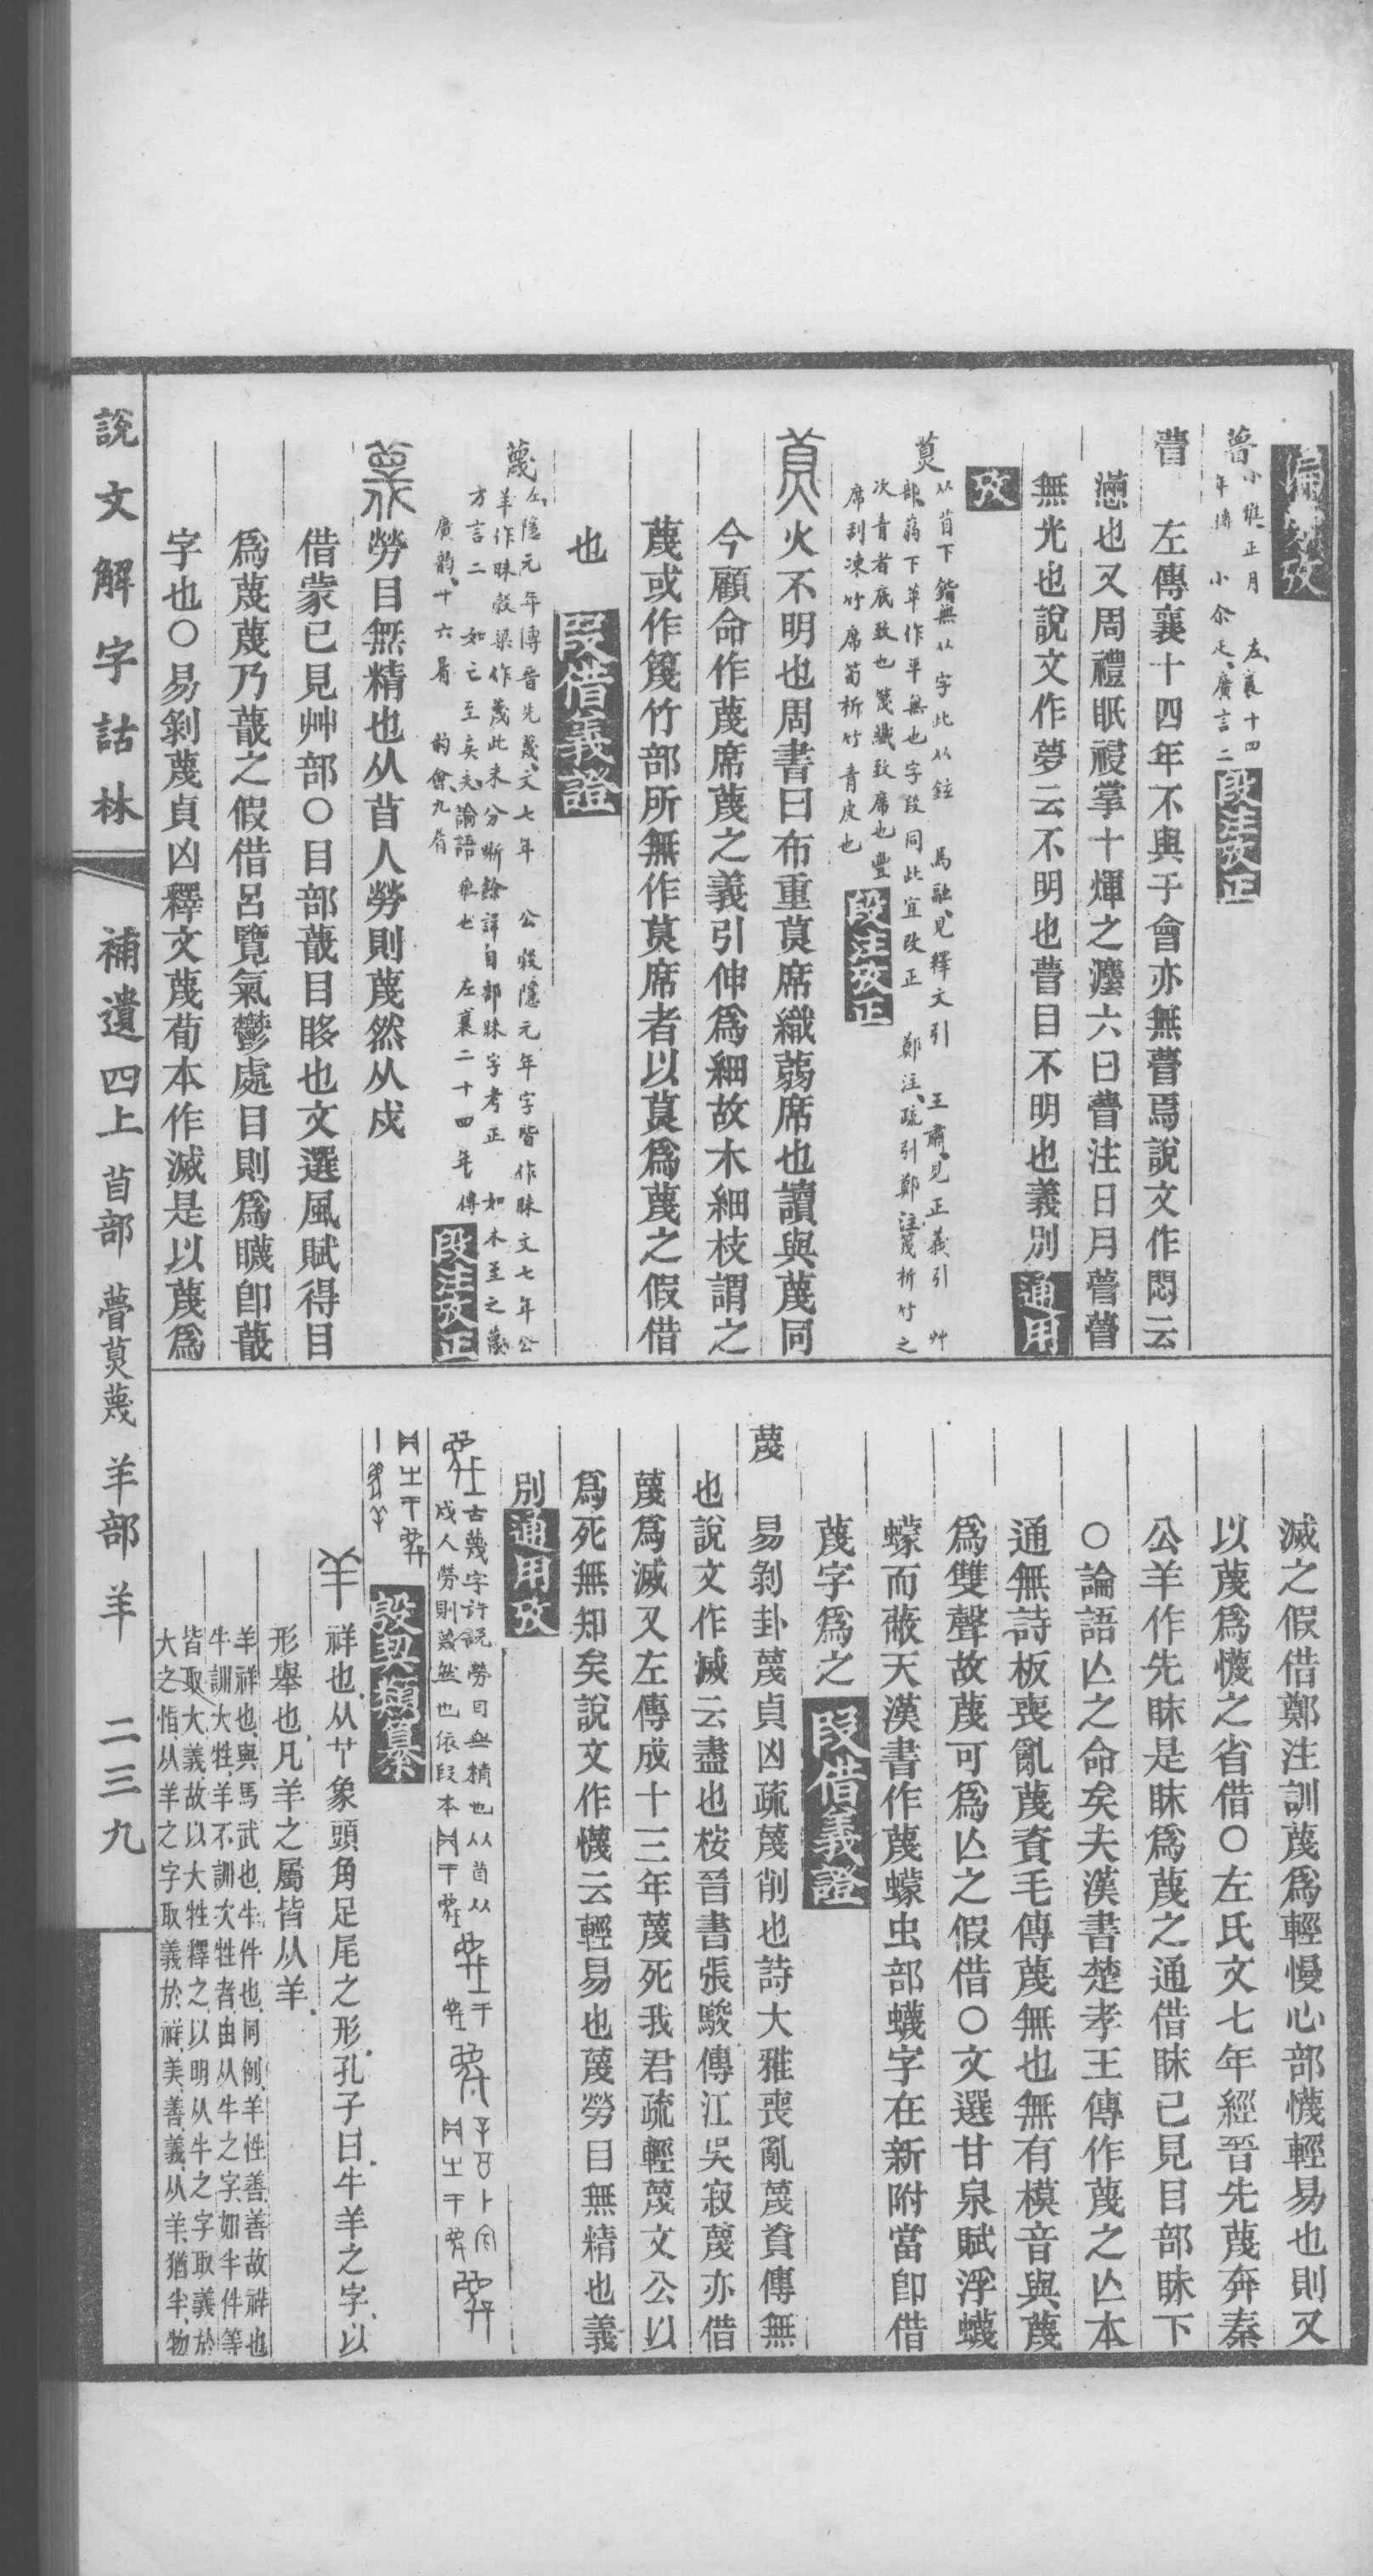 瞢 小雅正月 左襄十四
年傳 小尒疋廣言二
段注攷正
瞢 左傳襄十四年不與于會亦無瞢焉說文作悶云
懣也又周禮眂祲掌十煇之灋六曰瞢注日月瞢瞢
無光也說文作夢云不明也瞢目不明也義別 通用
攷
莫 从苜下鍇無从字此从鉉 馬融見釋文引 王肅見正義引 艸
部蒻下萃作平無也字段同此宜改正 鄭注疏引鄭注蔑析竹之
次青者底致也篾纖致席也豐
席刮凍竹席筍析竹青皮也
段注攷正
火不明也周書曰布重莫席織蒻席也讀與蔑同
今顧命作蔑席蔑之義引伸爲細故木細枝謂之
蔑或作篾竹部所無作莫席者以莫爲蔑之假借
也 段借義證
蔑 左隱元年傳晉先蔑文七年 公穀隱元年字皆作眛文七年公
羊作眛穀梁作蔑此未分晣餘詳目部眛字考正 如木至之蔑
方言二 如亡至矣夫論語雍七 左襄二十四年傳
廣韵十六屑 韵會九屑
段注攷正
勞目無精也从苜人勞則蔑然从戍
借蒙已見艸部〇目部䁾目眵也文選風賦得目
爲蔑蔑乃䁾之假借呂覽氣鬱處目則爲䁾卽䁾
字也〇易剝蔑貞凶釋文蔑荀本作滅是以蔑爲
滅之假借鄭注訓蔑爲輕慢心部懱輕易也則又
以蔑爲懱之省借〇左氏文七年經晉先蔑奔秦
公羊作先眛是眛爲蔑之通借眛已見目部眛下
〇論語亾之命矣夫漢書楚孝王傳作蔑之亾本
通無詩板喪亂蔑資毛傳蔑無也無有模音與蔑
爲雙聲故蔑可爲亾之假借〇文選甘泉賦浮蠛
蠓而蔽天漢書作蔑蠓虫部蠛字在新附當卽借
蔑字爲之 段借義證
蔑 易剝卦蔑貞凶疏蔑削也詩大雅喪亂蔑資傳無
也說文作滅云盡也桉晉書張駿傳江吳寂蔑亦借
蔑爲滅又左傳成十三年蔑死我君疏輕蔑文公以
爲死無知矣說文作懱云輕易也蔑勞目無精也義
別 通用攷
古蔑字許說勞目無精也从苜从
戍人勞則蔑然也依段本
殷契類纂
羊 祥也从𦫳象頭角足尾之形孔子曰牛羊之字以
形舉也凡羊之屬皆从羊
羊祥也與馬武也牛件也同例羊性善善故祥也
牛訓大牲羊不訓次牲者由从牛之字如半件等
皆取大義故以大牲釋之以明从牛之字取義於
大之恉从羊之字取義於祥美善義从羊猶半物
說文解字詁林 補遺四上 苜部 瞢莫蔑 羊部 羊 二三九